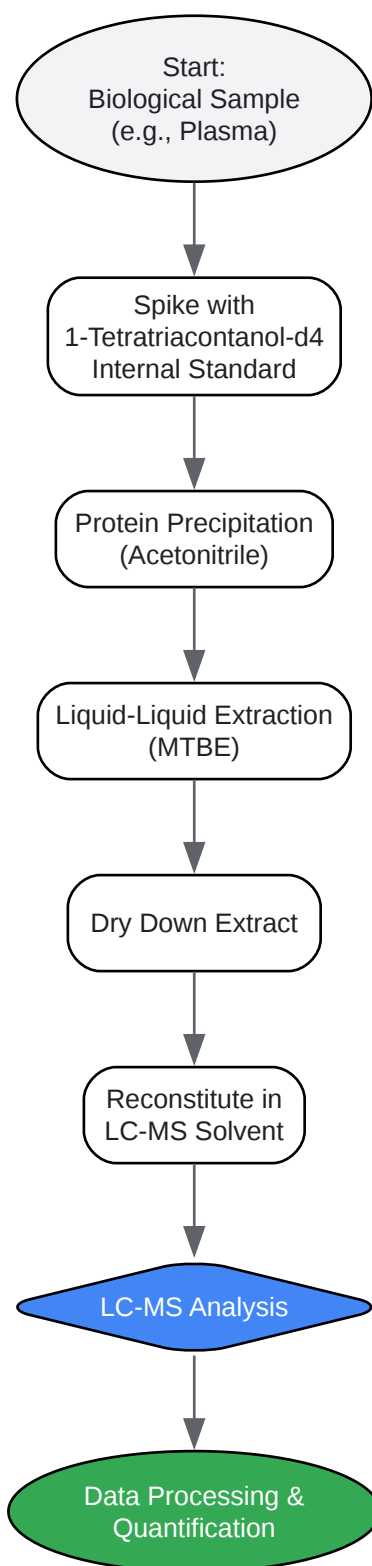 Start:
Biological Sample
(e.g., Plasma)
Spike with
1-Tetratriacontanol-d4
Internal Standard
Protein Precipitation
(Acetonitrile)
Liquid-Liquid Extraction
(MTBE)
Dry Down Extract
Reconstitute in
LC-MS Solvent
LC-MS Analysis
Data Processing &
Quantification